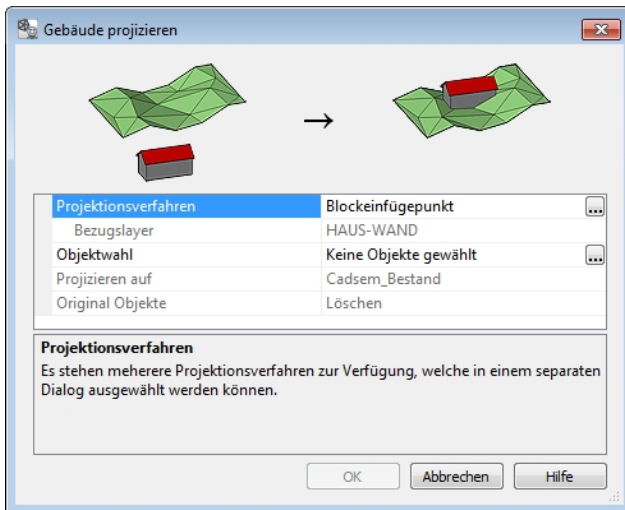 Gebäude projizieren
Projektionsverfahren Blockeinfügepunkt ...
Bezugslayer HAUS-WAND
Objektwahl Keine Objekte gewählt ...
Projizieren auf Cadsem_Bestand
Original Objekte Löschen
Projektionsverfahren
Es stehen meherere Projektionsverfahren zur Verfügung, welche in einem separaten
Dialog ausgewählt werden können.
OK Abbrechen Hilfe